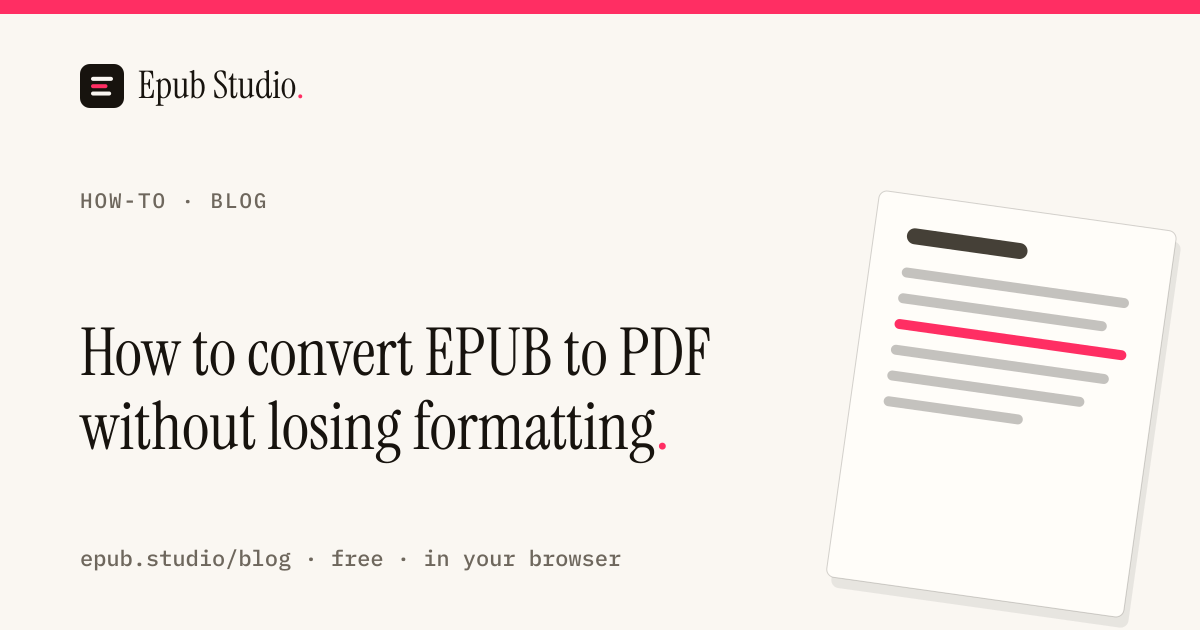 Epub Studio.
HOW-TO · BLOG
How to convert EPUB to PDF
without losing formatting.
epub.studio/blog · free · in your browser